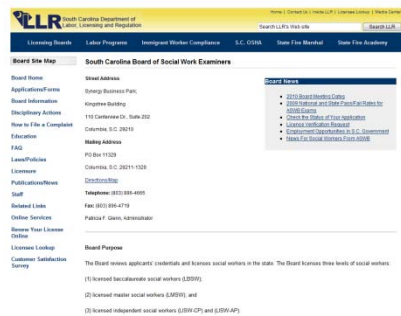 Home | Contact Us | Inside LLR | Licensee Lookup | Media Center
LLR South Carolina Department of
Labor, Licensing and Regulation
Search LLR's Web site
Search LLR
Licensing Boards
Labor Programs
Immigrant Worker Compliance
S.C. OSHA
State Fire Marshal
State Fire Academy
Board Site Map
Board Home
Applications/Forms
Board Information
Disciplinary Actions
How to File a Complaint
Education
FAQ
Laws/Policies
Licensure
Publications/News
Staff
Related Links
Online Services
Renew Your License
Online
Licensee Lookup
Customer Satisfaction
Survey
South Carolina Board of Social Work Examiners
Street Address
Synergy Business Park;
Kingstree Building
110 Centerview Dr., Suite 202
Columbia, S.C. 29210
Mailing Address
PO Box 11329
Columbia, S.C. 29211-1329
Directions/Map
Telephone: (803) 896-4665
Fax: (803) 896-4719
Patricia F. Glenn, Administrator
Board News
2010 Board Meeting Dates
2009 National and State Pass/Fail Rates for
ASWB Exams
Check the Status of Your Application
License Verification
Request
Employment Opportunities in S.C. Government
News For Social Workers From ASWB
Board Purpose
The Board reviews applicants' credentials and licenses social workers in the state. The Board licenses three levels of social workers:
(1) licensed baccalaureate social workers (LBSW);
(2) licensed master social workers (LMSW); and
(3) licensed independent social workers (LISW-CP) and (LISW-AP).